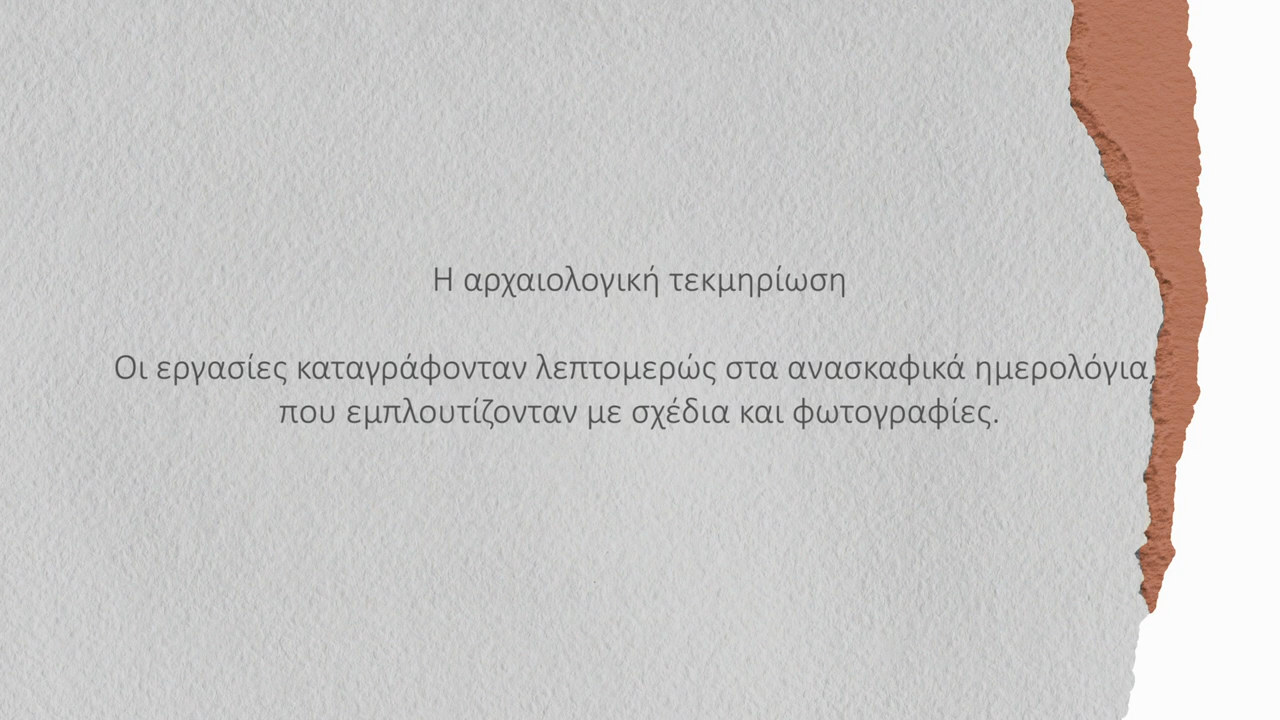 Η αρχαιολογική τεκμηρίωση
Οι εργασίες καταγράφονταν λεπτομερώς στα ανασκαφικά ημερολόγια,
που εμπλουτίζονταν με σχέδια και φωτογραφίες.